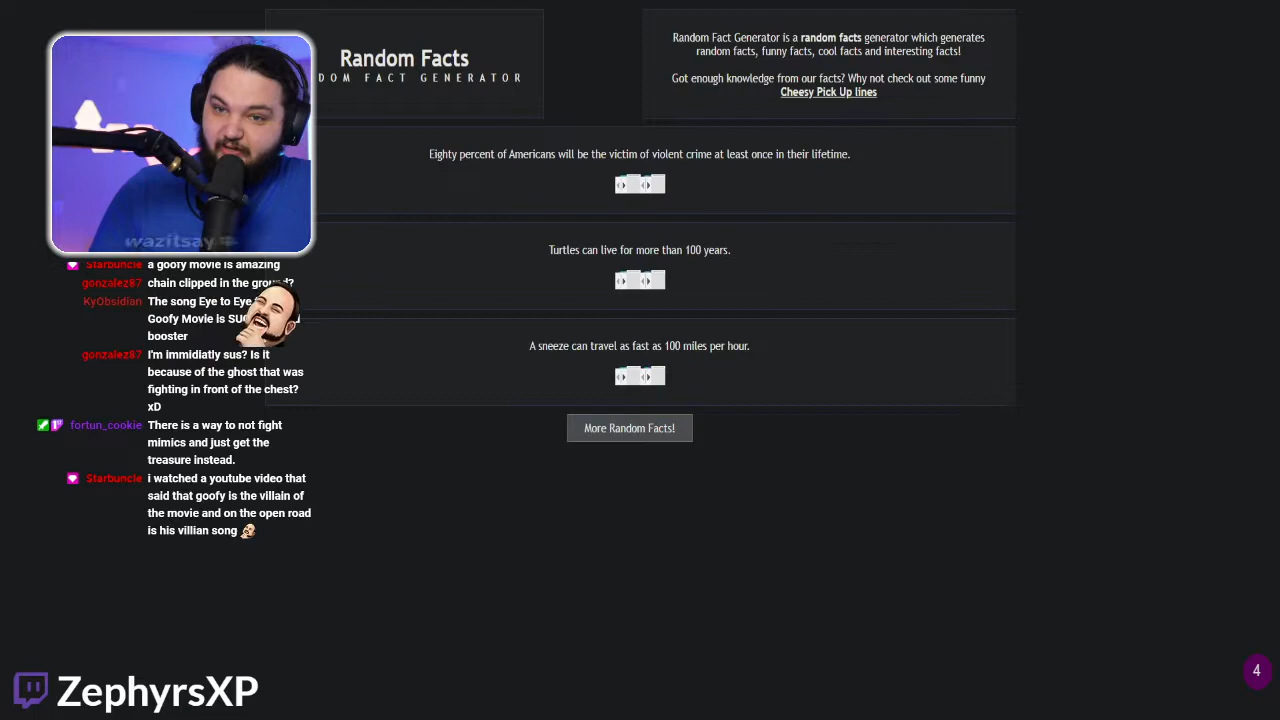 Random Facts
DOM FACT GENERATOR
Random Fact Generator is a random facts generator which generates
random facts, funny facts, cool facts and interesting facts!
Got enough knowledge from our facts? Why not check out some funny
Cheesy Pick Up lines
Eighty percent of Americans will be the victim of violent crime at least once in their lifetime.
Turtles can live for more than 100 years.
A sneeze can travel as fast as 100 miles per hour.
More Random Facts!
wazitsay
Starbuncle a goofy movie is amazing
gonzalez87 chain clipped in the ground?
KyObsidian The song Eye to Eye
Goofy Movie is
booster
gonzalez87 I'm immidiatly sus? Is it
because of the ghost that was
fighting in front of the chest?
xD
fortun_cookie There is a way to not fight
mimics and just get the
treasure instead.
Starbuncle i watched a youtube video that
said that goofy is the villain of
the movie and on the open road
is his villian song
ZephyrsXP
4